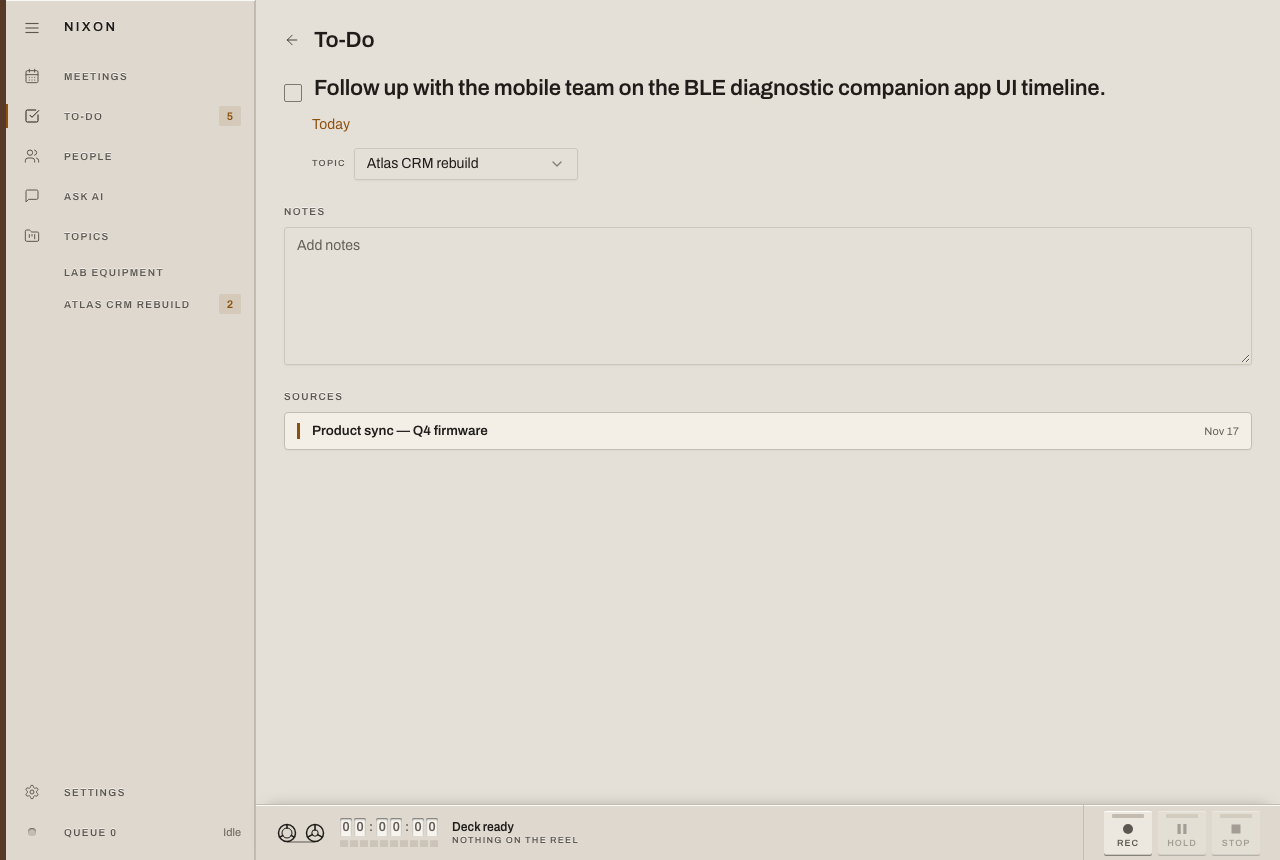 NIXON
MEETINGS
TO-DO 5
PEOPLE
ASK AI
TOPICS
LAB EQUIPMENT
ATLAS CRM REBUILD 2
SETTINGS
QUEUE 0 Idle
To-Do
Follow up with the mobile team on the BLE diagnostic companion app UI timeline.
Today
TOPIC Atlas CRM rebuild
NOTES
Add notes
SOURCES
Product sync — Q4 firmware Nov 17
00:00:00
Deck ready
NOTHING ON THE REEL
REC HOLD STOP